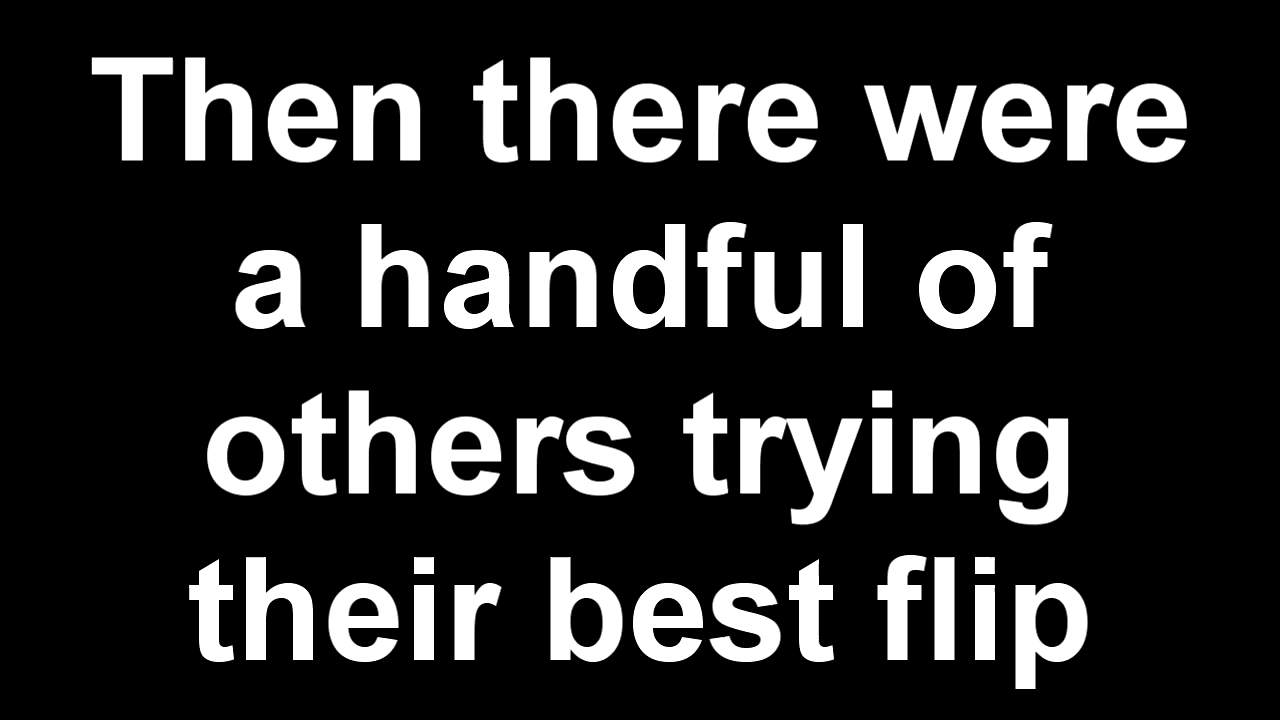 Then there were
a handful of
others trying
their best flip